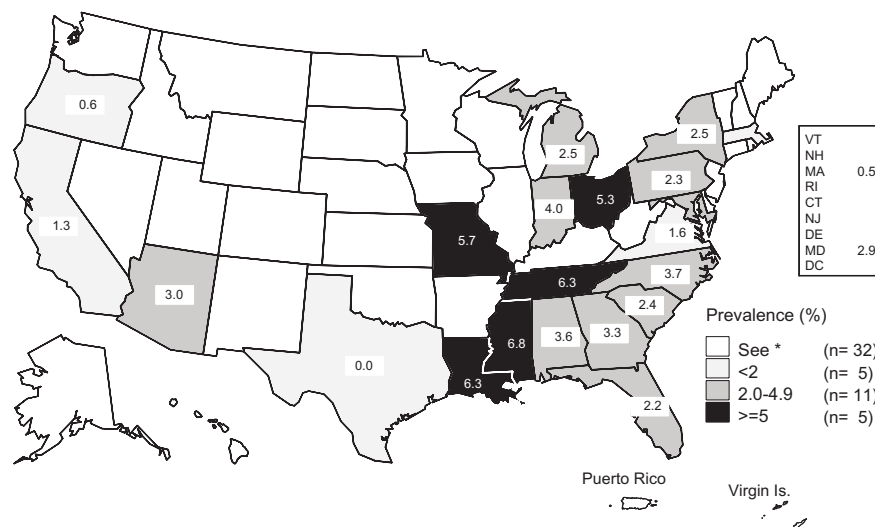 0.6
2.5
2.5
VT
NH
MA 0.5
RI
CT
NJ
DE
MD 2.9
DC
2.3
5.3
4.0
1.3
1.6
5.7
3.7
6.3
3.0
2.4
Prevalence (%)
3.6
3.3
6.8
See * (n= 32)
<2 (n= 5)
2.0-4.9 (n= 11)
>=5 (n= 5)
0.0
6.3
2.2
Puerto Rico
Virgin Is.